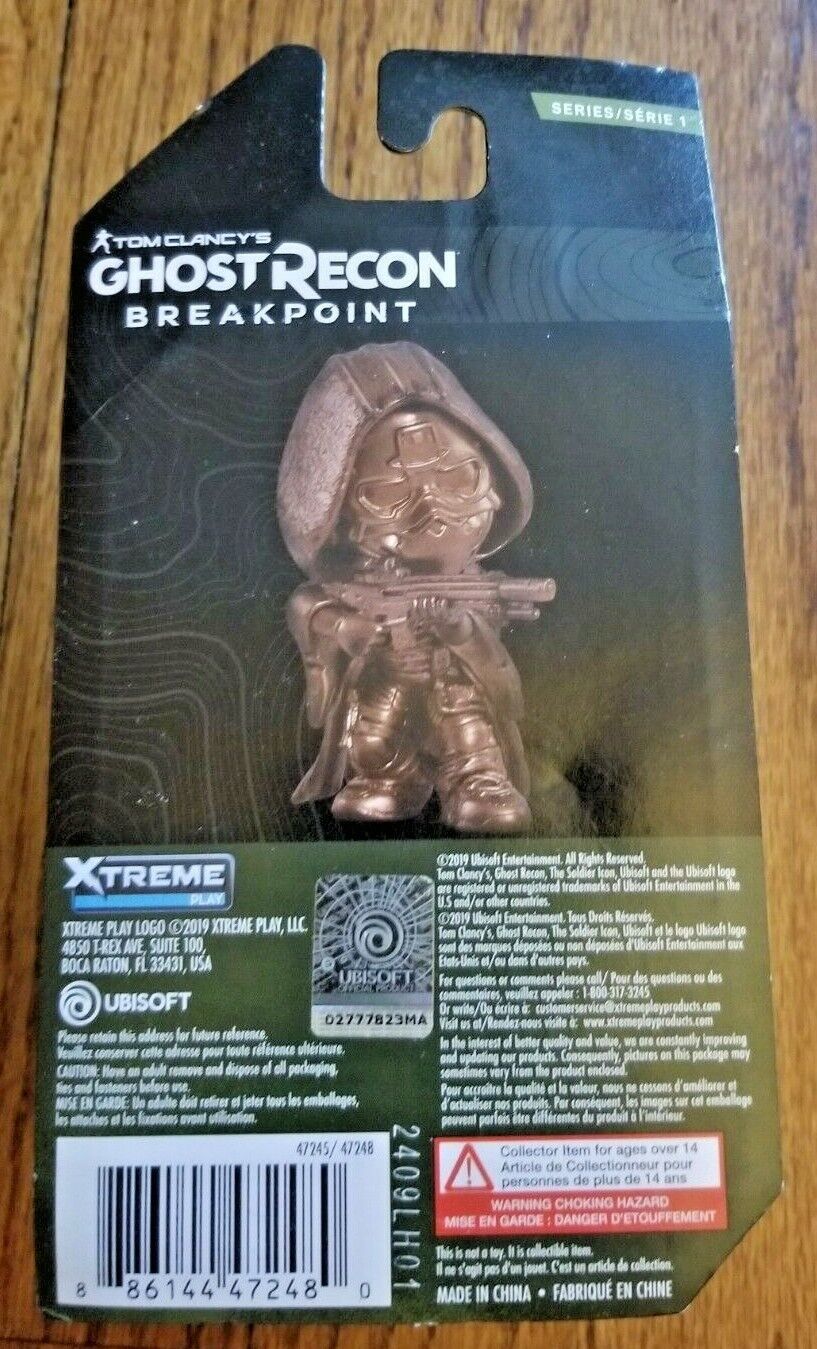 SERIES/SÉRIE 1
TOM CLANCY'S
GHOST RECON
BREAKPOINT
XTREME
PLAY
XTREME PLAY LOGO ©2019 XTREME PLAY, LLC.
4850 T-REX AVE. SUITE 100,
BOCA RATON, FL 33431, USA
UBISOFT
Please retain this address for future reference.
Veuillez conserver cette adresse pour toute référence ultérieure.
CAUTION: Have an adult remove and dispose of all packaging,
ties and fasteners before use.
MISE EN GARDE: Un adulte doit retirer et jeter tous les emballages,
les attaches et les fixations avant utilisation.
UBISOFT
OFFICIAL PRODUCT
02777823MA
©2019 Ubisoft Entertainment. All Rights Reserved.
Tom Clancy's, Ghost Recon, The Soldier Icon, Ubisoft and the Ubisoft logo
are registered or unregistered trademarks of Ubisoft Entertainment in the
U.S and/or other countries.
©2019 Ubisoft Entertainment. Tous Droits Réservés.
Tom Clancy's, Ghost Recon, The Soldier Icon, Ubisoft et le logo Ubisoft logo
sont des marques déposées ou non déposées d'Ubisoft Entertainment aux
Etats-Unis et/ou dans d'autres pays.
For questions or comments please call/ Pour des questions ou des
commentaires, veuillez appeler : 1-800-317-3245
Or write/Ou écrire à: customerservice@xtremeplayproducts.com
Visit us at/Rendez-nous visite à: www.xtremeplayproducts.com
In the interest of better quality and value, we are constantly improving
and updating our products. Consequently, pictures on this package may
sometimes vary from the product enclosed.
Pour accroitre la qualité et la valeur, nous ne cessons d'améliorer et
d'actualiser nos produits. Par conséquent, les images sur cet emballage
peuvent parfois être différentes du produit à l'intérieur.
47245/ 47248
8 86144 47248 0
2409LH01
Collector Item for ages over 14
Article de Collectionneur pour
personnes de plus de 14 ans
WARNING CHOKING HAZARD
MISE EN GARDE : DANGER D'ETOUFFEMENT
This is not a toy. It is collectible item.
Il ne s'agit pas d'un jouet. C'est un article de collection.
MADE IN CHINA • FABRIQUÉ EN CHINE